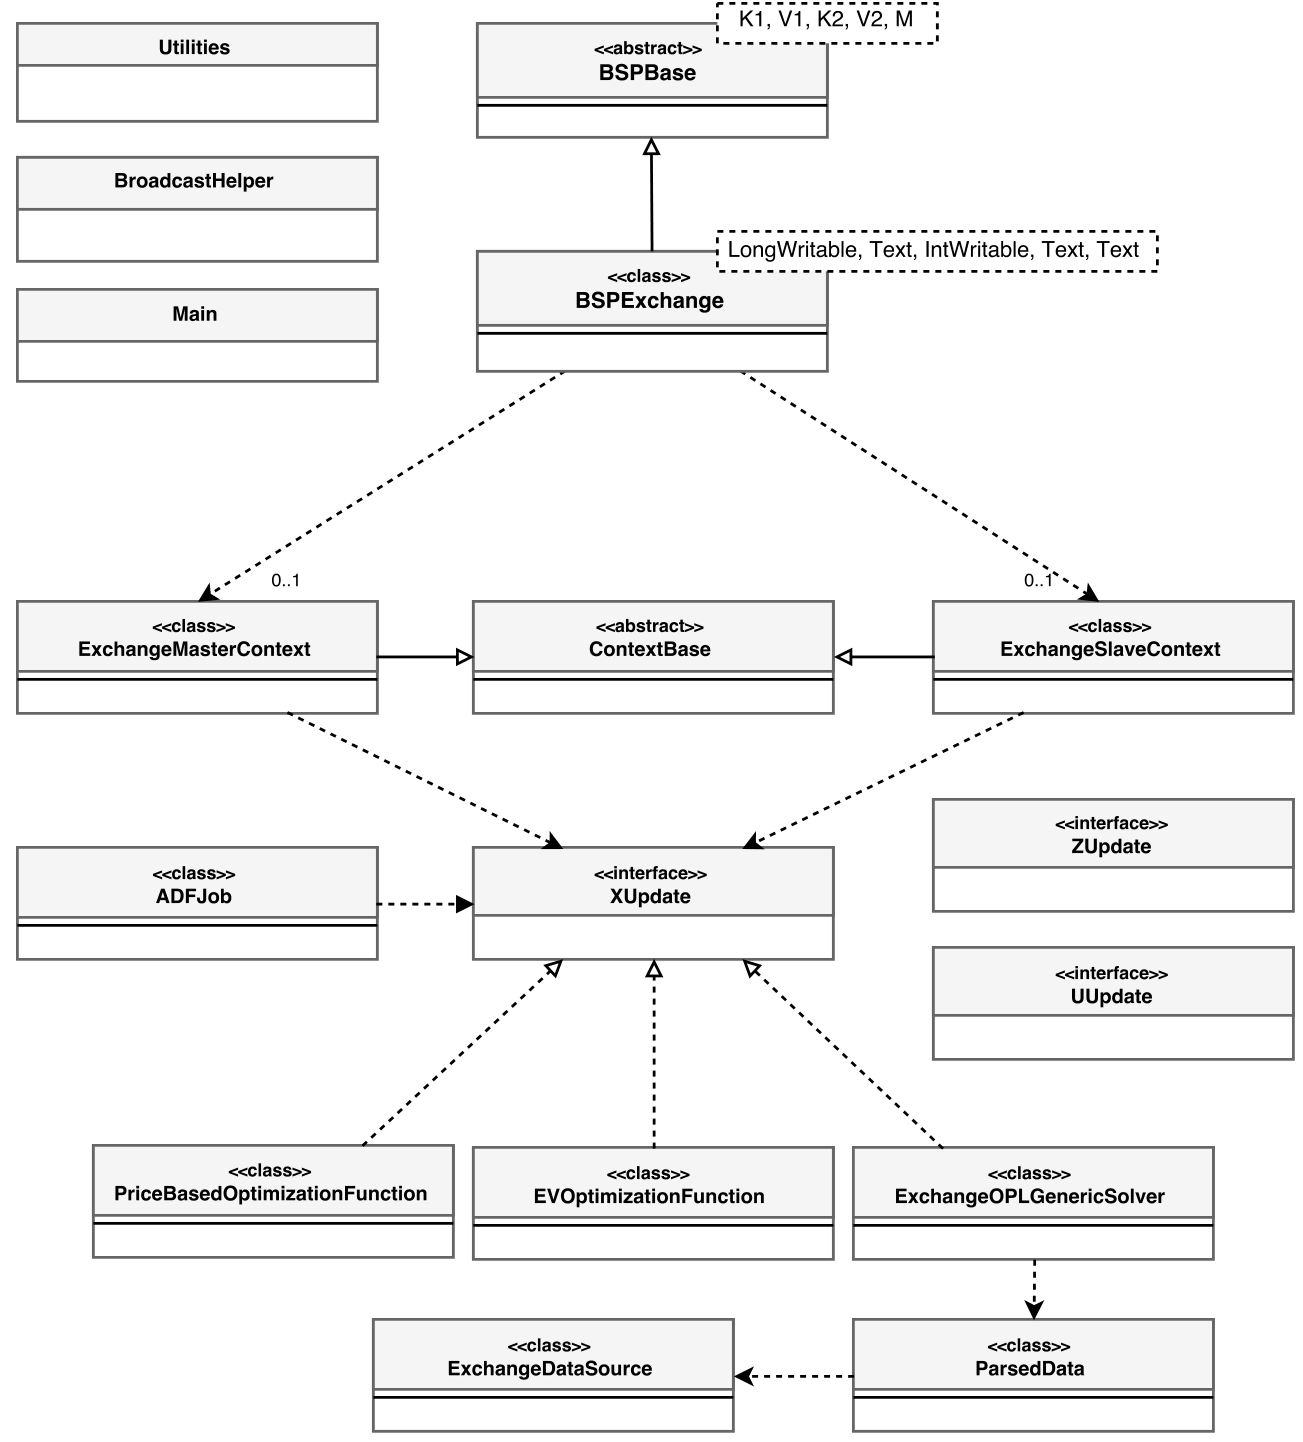 Utilities
K1, V1, K2, V2, M
<<abstract>>
BSPBase
BroadcastHelper
LongWritable, Text, IntWritable, Text, Text
<<class>>
BSPExchange
Main
0..1
0..1
<<class>>
ExchangeMasterContext
<<abstract>>
ContextBase
<<class>>
ExchangeSlaveContext
<<interface>>
ZUpdate
<<class>>
ADFJob
<<interface>>
XUpdate
<<interface>>
UUpdate
<<class>>
PriceBasedOptimizationFunction
<<class>>
EVOptimizationFunction
<<class>>
ExchangeOPLGenericSolver
<<class>>
ExchangeDataSource
<<class>>
ParsedData